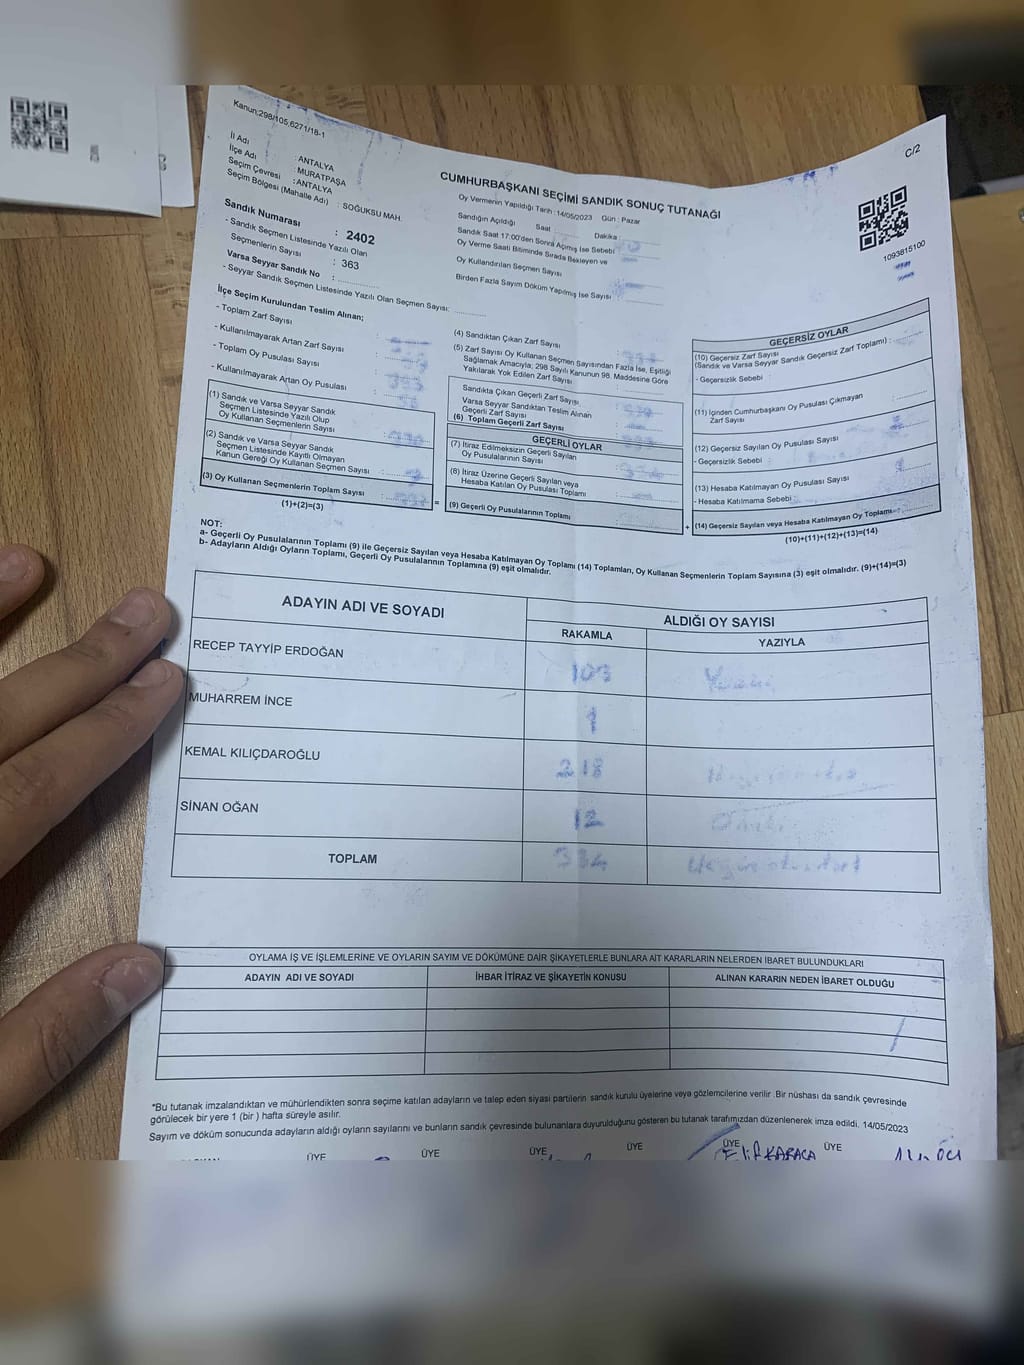 Kanun:298/105,6271/18-1
C/2
İl Adı : ANTALYA
İlçe Adı : MURATPAŞA
Seçim Çevresi : ANTALYA
Seçim Bölgesi (Mahalle Adı) : SOĞUKSU MAH.
Sandık Numarası : 2402
- Sandık Seçmen Listesinde Yazılı Olan
Seçmenlerin Sayısı : 363
Varsa Seyyar Sandık No :
- Seyyar Sandık Seçmen Listesinde Yazılı Olan Seçmen Sayısı:
CUMHURBAŞKANI SEÇİMİ SANDIK SONUÇ TUTANAĞI
Oy Vermenin Yapıldığı Tarih : 14/05/2023 Gün : Pazar
Sandığın Açıldığı Saat Dakika :
Sandık Saat 17:00'den Sonra Açmış İse Sebebi
Oy Verme Saati Bitiminde Sırada Bekleyen ve
Oy Kullandırılan Seçmen Sayısı
Birden Fazla Sayım Döküm Yapılmış İse Sayısı
1093815100
İlçe Seçim Kurulundan Teslim Alınan;
- Toplam Zarf Sayısı
- Kullanılmayarak Artan Zarf Sayısı
- Toplam Oy Pusulası Sayısı
- Kullanılmayarak Artan Oy Pusulası
(1) Sandık ve Varsa Seyyar Sandık
Seçmen Listesinde Yazılı Olup
Oy Kullanan Seçmenlerin Sayısı
(2) Sandık ve Varsa Seyyar Sandık
Seçmen Listesinde Kayıtlı Olmayan
Kanun Gereği Oy Kullanan Seçmen Sayısı
(3) Oy Kullanan Seçmenlerin Toplam Sayısı
(1)+(2)=(3)
=
(4) Sandıktan Çıkan Zarf Sayısı
(5) Zarf Sayısı Oy Kullanan Seçmen Sayısından Fazla İse, Eşitliği
Sağlamak Amacıyla; 298 Sayılı Kanunun 98. Maddesine Göre
Yakılarak Yok Edilen Zarf Sayısı
Sandıkta Çıkan Geçerli Zarf Sayısı
Varsa Seyyar Sandıktan Teslim Alınan
Geçerli Zarf Sayısı
(6) Toplam Geçerli Zarf Sayısı
GEÇERLİ OYLAR
(7) İtiraz Edilmeksizin Geçerli Sayılan
Oy Pusulalarının Sayısı
(8) İtiraz Üzerine Geçerli Sayılan veya
Hesaba Katılan Oy Pusulası Toplamı
(9) Geçerli Oy Pusulalarının Toplamı
+
GEÇERSİZ OYLAR
(10) Geçersiz Zarf Sayısı
(Sandık ve Varsa Seyyar Sandık Geçersiz Zarf Toplamı) :
- Geçersizlik Sebebi :
(11) İçinden Cumhurbaşkanı Oy Pusulası Çıkmayan
Zarf Sayısı
(12) Geçersiz Sayılan Oy Pusulası Sayısı
- Geçersizlik Sebebi :
(13) Hesaba Katılmayan Oy Pusulası Sayısı
- Hesaba Katılmama Sebebi :
(14) Geçersiz Sayılan veya Hesaba Katılmayan Oy Toplamı :
(10)+(11)+(12)+(13)=(14)
NOT:
a- Geçerli Oy Pusulalarının Toplamı (9) ile Geçersiz Sayılan veya Hesaba Katılmayan Oy Toplamı (14) Toplamları, Oy Kullanan Seçmenlerin Toplam Sayısına (3) eşit olmalıdır. (9)+(14)=(3)
b- Adayların Aldığı Oyların Toplamı, Geçerli Oy Pusulalarının Toplamına (9) eşit olmalıdır.
ADAYIN ADI VE SOYADI ALDIĞI OY SAYISI
RAKAMLA YAZIYLA
RECEP TAYYİP ERDOĞAN 103
MUHARREM İNCE 1
KEMAL KILIÇDAROĞLU 218
SİNAN OĞAN 12
TOPLAM 334
OYLAMA İŞ VE İŞLEMLERİNE VE OYLARIN SAYIM VE DÖKÜMÜNE DAİR ŞİKAYETLERLE BUNLARA AİT KARARLARIN NELERDEN İBARET BULUNDUKLARI
ADAYIN ADI VE SOYADI İHBAR İTİRAZ VE ŞİKAYETİN KONUSU ALINAN KARARIN NEDEN İBARET OLDUĞU
*Bu tutanak imzalandıktan ve mühürlendikten sonra seçime katılan adayların ve talep eden siyasi partilerin sandık kurulu üyelerine veya gözlemcilerine verilir .Bir nüshası da sandık çevresinde
görülecek bir yere 1 (bir ) hafta süreyle asılır.
Sayım ve döküm sonucunda adayların aldığı oyların sayılarını ve bunların sandık çevresinde bulunanlara duyurulduğunu gösteren bu tutanak tarafımızdan düzenlenerek imza edildi. 14/05/2023
ÜYE ÜYE ÜYE ÜYE ÜYE ÜYE
Elif KARACA